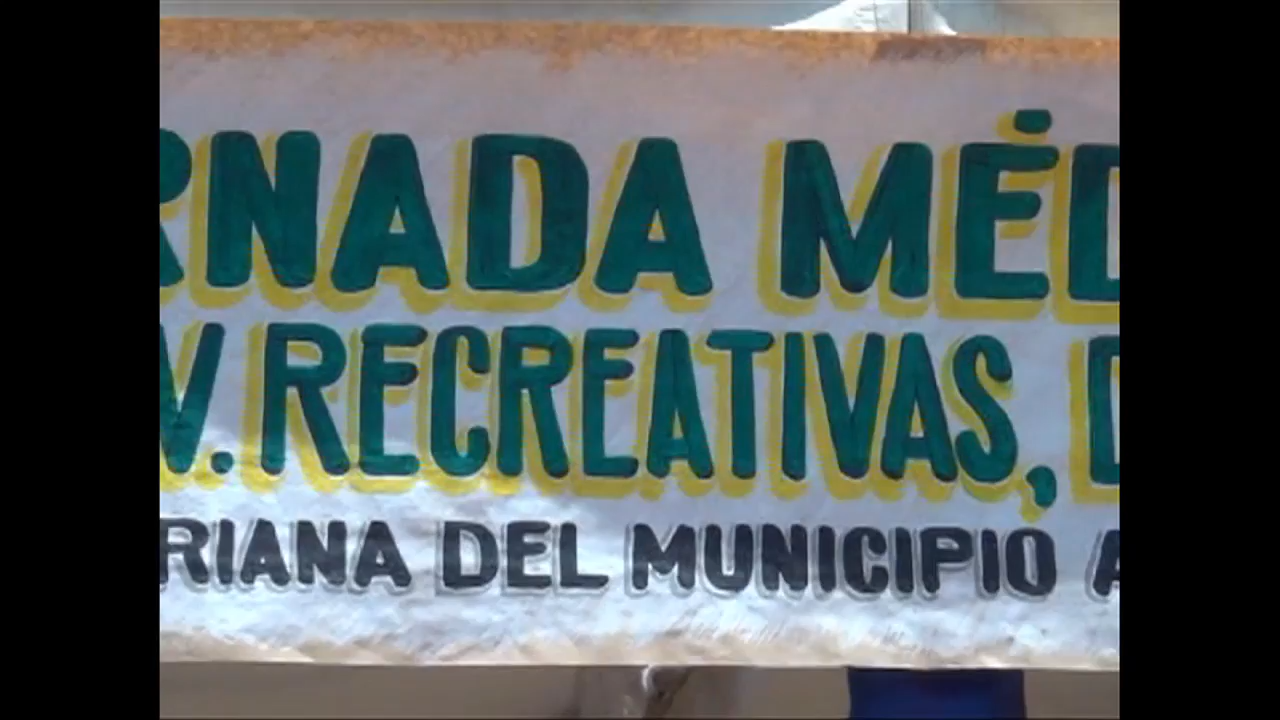 RNADA MÉD
V. RECREATIVAS, D
RIANA DEL MUNICIPIO A